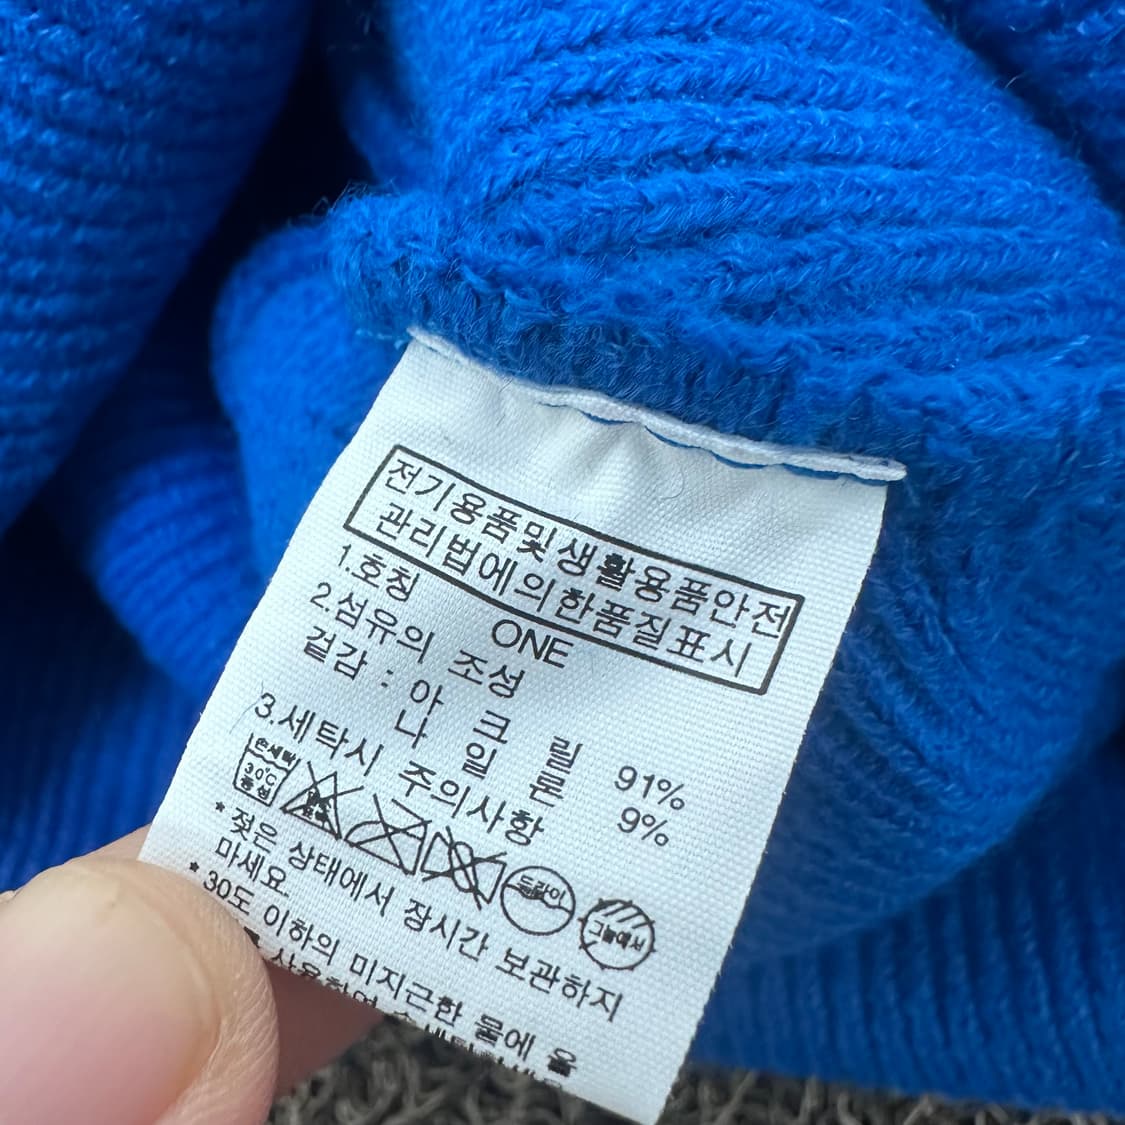 전기용품및생활용품안전
관리법에의한품질표시
1.호칭
ONE
2.섬유의 조성
겉감 : 아 크 릴 91%
나 일 론 9%
3.세탁시 주의사항
손세탁 30℃ 중성
드라이
그늘에서
* 젖은 상태에서 장시간 보관하지
마세요.
* 30도 이하의 미지근한 물에 울